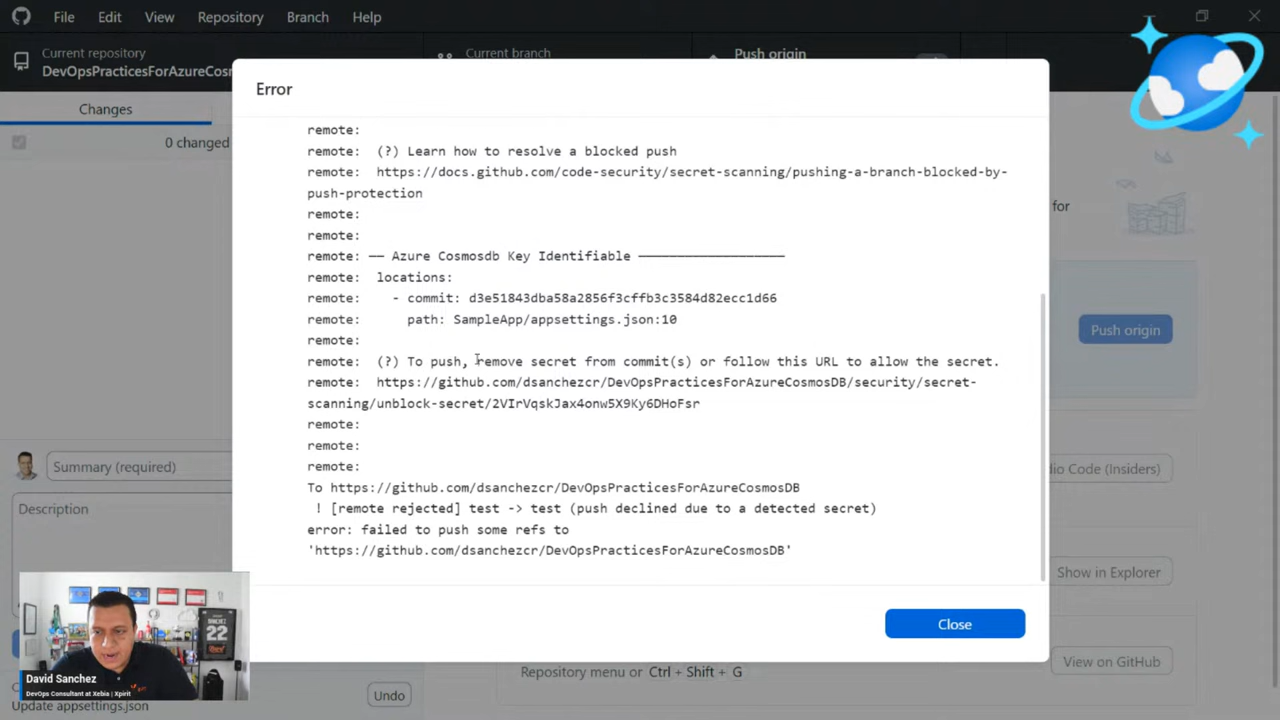 File Edit View Repository Branch Help
Current repository
DevOpsPracticesForAzureCos
Current branch
Push origin
Changes
0 changed
Error
remote:
remote: (?) Learn how to resolve a blocked push
remote: https://docs.github.com/code-security/secret-scanning/pushing-a-branch-blocked-by-
push-protection
remote:
remote:
remote: —— Azure Cosmosdb Key Identifiable ———————————————————
remote: locations:
remote: - commit: d3e51843dba58a2856f3cffb3c3584d82ecc1d66
remote: path: SampleApp/appsettings.json:10
remote:
remote: (?) To push, remove secret from commit(s) or follow this URL to allow the secret.
remote: https://github.com/dsanchezcr/DevOpsPracticesForAzureCosmosDB/security/secret-
scanning/unblock-secret/2VIrVqskJax4onw5X9Ky6DHoFsr
remote:
remote:
remote:
To https://github.com/dsanchezcr/DevOpsPracticesForAzureCosmosDB
! [remote rejected] test -> test (push declined due to a detected secret)
error: failed to push some refs to
'https://github.com/dsanchezcr/DevOpsPracticesForAzureCosmosDB'
Close
for
Push origin
dio Code (Insiders)
Show in Explorer
View on GitHub
Repository menu or Ctrl + Shift + G
Summary (required)
Description
SANCHEZ
22
David Sanchez
DevOps Consultant at Xebia | Xpirit
Undo
Update appsettings.json